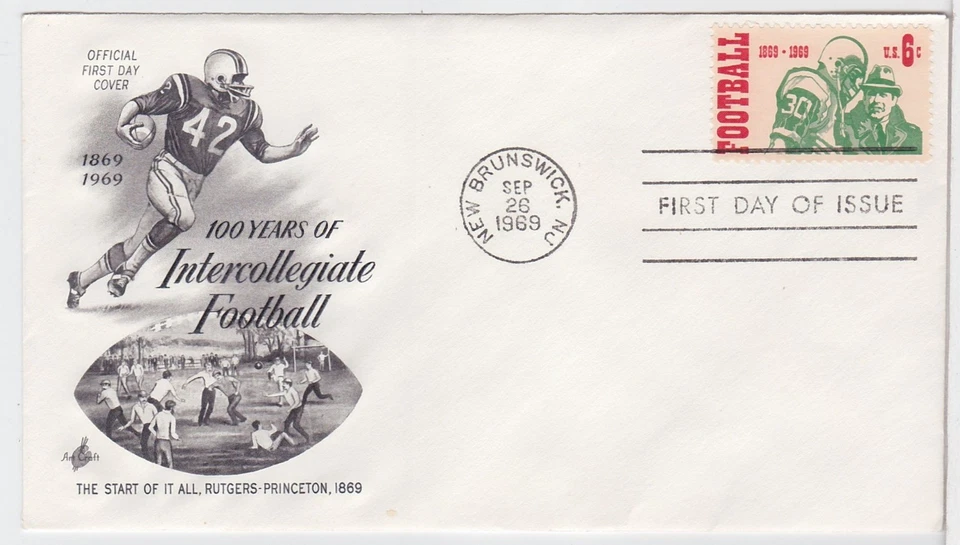 OFFICIAL
FIRST DAY
COVER
42
1869
1969
100 YEARS OF
Intercollegiate
Football
Art Craft
THE START OF IT ALL, RUTGERS-PRINCETON, 1869
NEW BRUNSWICK, NJ
SEP
26
1969
FOOTBALL
1869 • 1969
U.S. 6c
30
FIRST DAY OF ISSUE